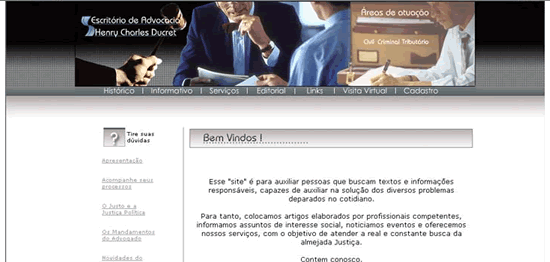 Escritório de Advocacia
Henry Charles Ducret
Áreas de atuação
Civil Criminal Tributário
Histórico | Informativo | Serviços | Editorial | Links | Visita Virtual | Cadastro
?
Tire suas
dúvidas
Apresentação
Acompanhe seus
processos
O Justo e a
Justiça Política
Os Mandamentos
do Advogado
Novidades do
Bem Vindos !
Esse "site" é para auxiliar pessoas que buscam textos e informações
responsáveis, capazes de auxiliar na solução dos diversos problemas
deparados no cotidiano.
Para tanto, colocamos artigos elaborados por profissionais competentes,
informamos assuntos de interesse social, noticiamos eventos e oferecemos
nossos serviços, com o objetivo de atender a real e constante busca da
almejada Justiça.
Contem conosco.